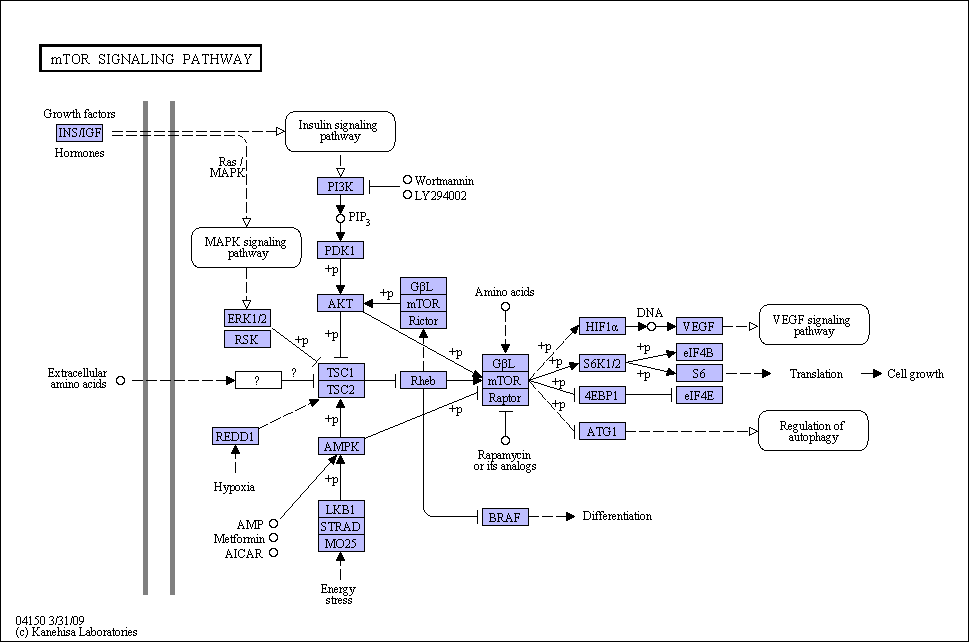 mTOR SIGNALING PATHWAY
Growth factors
INS/IGF
Hormones
Insulin signaling
pathway
Ras /
MAPK
PI3K
Wortmannin
LY294002
PIP3
MAPK signaling
pathway
PDK1
+p
AKT
+p
GβL
mTOR
Rictor
Amino acids
ERK1/2
RSK
+p
+p
+p
HIF1α
DNA
VEGF
VEGF signaling
pathway
Extracellular
amino acids
?
?
TSC1
TSC2
Rheb
GβL
mTOR
Raptor
+p
+p
+p
+p
S6K1/2
+p
+p
eIF4B
S6
Translation
Cell growth
4EBP1
eIF4E
+p
REDD1
+p
AMPK
ATG1
Regulation of
autophagy
Hypoxia
+p
Rapamycin
or its analogs
AMP
Metformin
AICAR
LKB1
STRAD
MO25
BRAF
Differentiation
Energy
stress
04150 3/31/09
(c) Kanehisa Laboratories